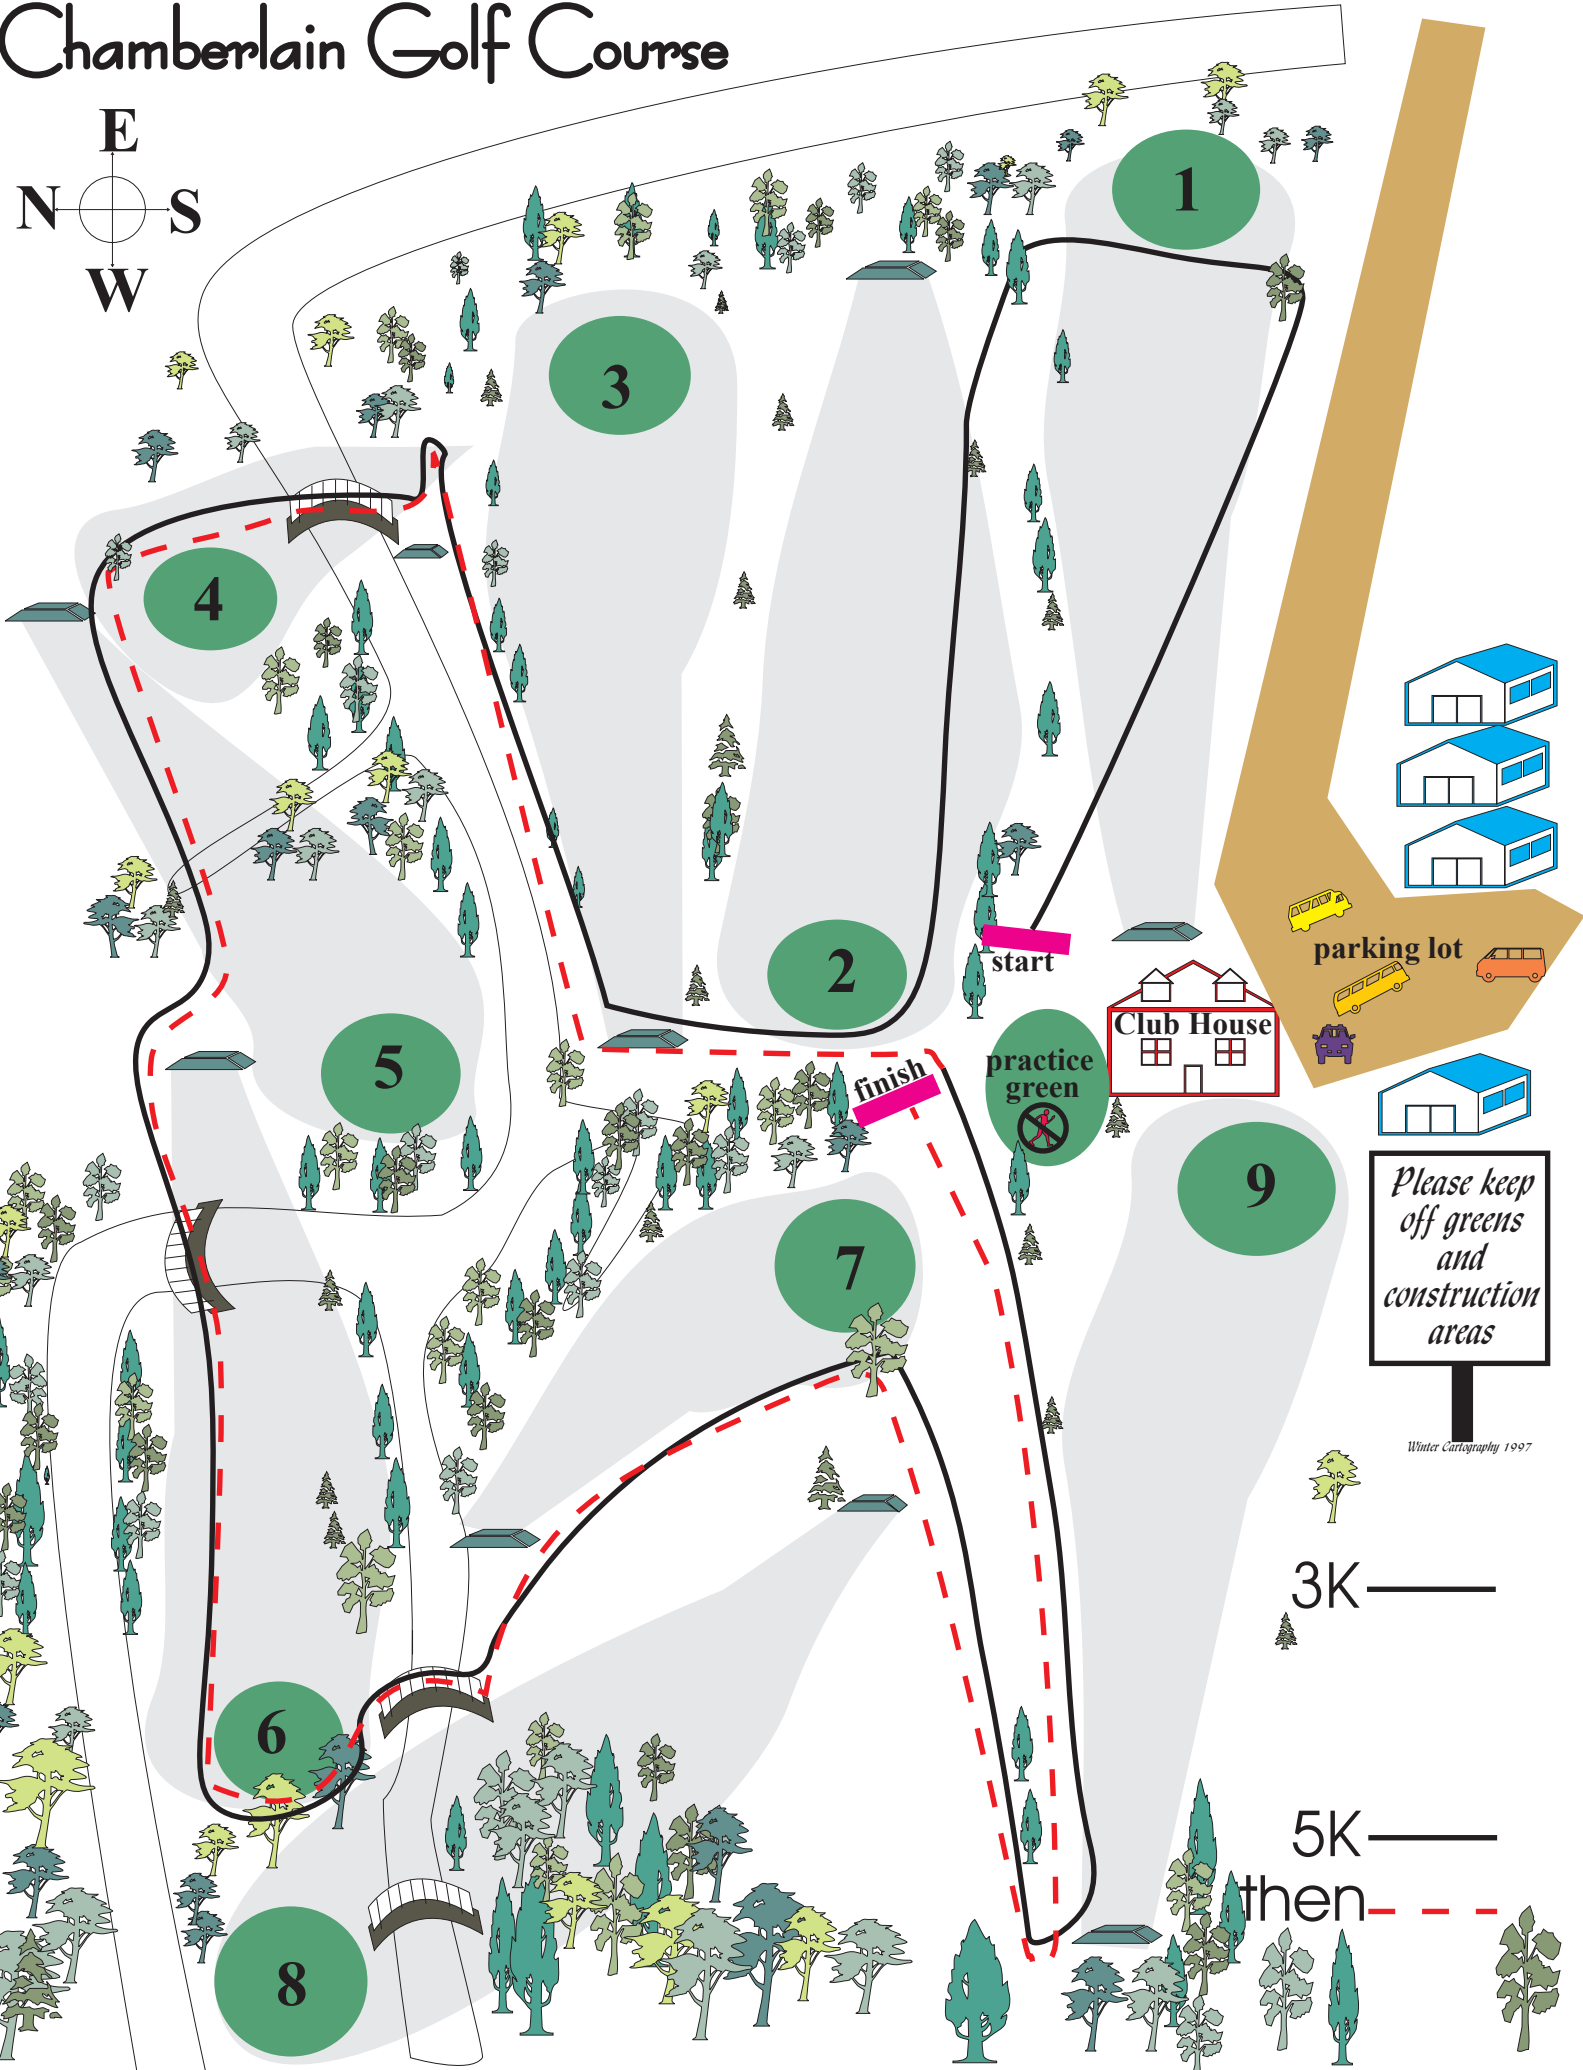 Chamberlain Golf Course
E
N S
W
1
3
4
2
start
parking lot
Club House
practice
green
finish
5
7
9
Please keep
off greens
and
construction
areas
Winter Cartography 1997
3K
6
5K
then
8